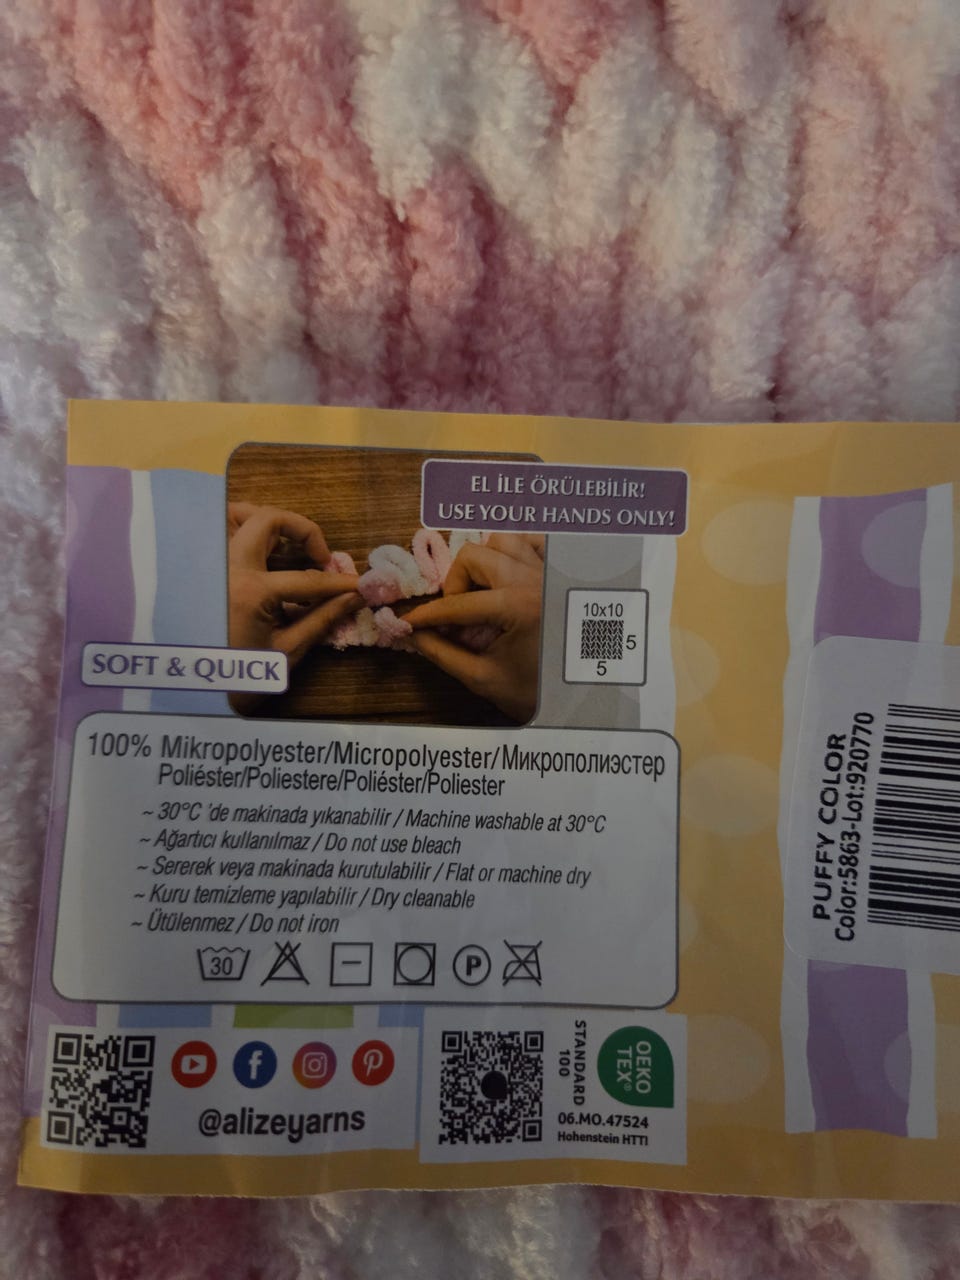 EL İLE ÖRÜLEBİLİR!
USE YOUR HANDS ONLY!
10x10
5
5
SOFT & QUICK
100% Mikropolyester/Micropolyester/Микрополиэстер
Poliéster/Poliestere/Poliéster/Poliester
~ 30°C 'de makinada yıkanabilir / Machine washable at 30°C
~ Ağartıcı kullanılmaz / Do not use bleach
~ Sererek veya makinada kurutulabilir / Flat or machine dry
~ Kuru temizleme yapılabilir / Dry cleanable
~ Ütülenmez / Do not iron
30
P
@alizeyarns
STANDARD
100
OEKO
TEX®
06.MO.47524
Hohenstein HTTI
PUFFY COLOR
Color:5863-Lot:920770